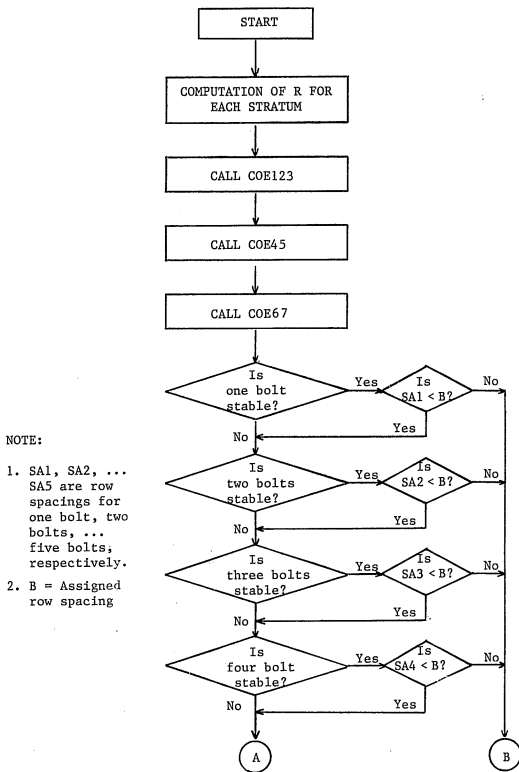 START
COMPUTATION OF R FOR
EACH STRATUM
CALL COE123
CALL COE45
CALL COE67
Is
one bolt
stable?
Yes
Is
SA1 < B?
No
No
Yes
NOTE:
1. SA1, SA2, ...
SA5 are row
spacings for
one bolt, two
bolts, ...
five bolts,
respectively.
2. B = Assigned
row spacing
Is
two bolts
stable?
Yes
Is
SA2 < B?
No
No
Yes
Is
three bolts
stable?
Yes
Is
SA3 < B?
No
No
Yes
Is
four bolt
stable?
Yes
Is
SA4 < B?
No
No
Yes
A
B